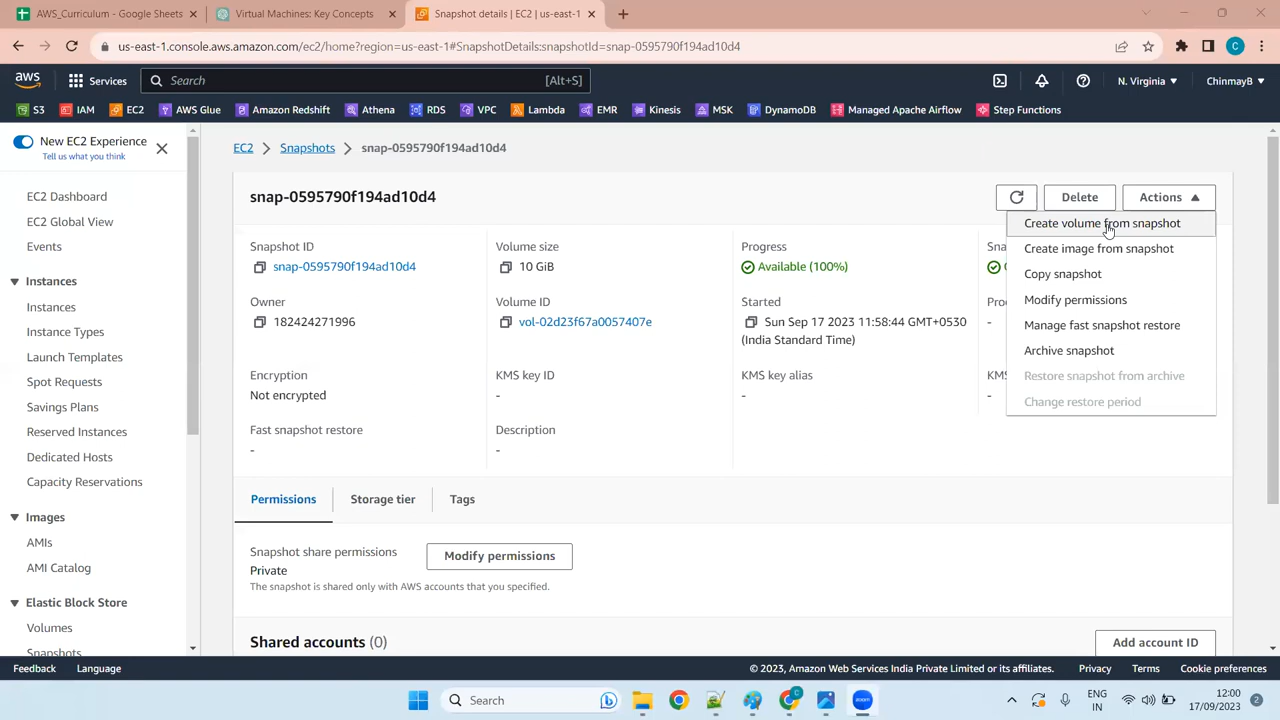 AWS_Curriculum - Google Sheets
Virtual Machines: Key Concepts
Snapshot details | EC2 | us-east-1
us-east-1.console.aws.amazon.com/ec2/home?region=us-east-1#SnapshotDetails:snapshotId=snap-0595790f194ad10d4
C
aws
Services
Search
[Alt+S]
N. Virginia
ChinmayB
S3
IAM
EC2
AWS Glue
Amazon Redshift
Athena
RDS
VPC
Lambda
EMR
Kinesis
MSK
DynamoDB
Managed Apache Airflow
Step Functions
New EC2 Experience
Tell us what you think
EC2 Dashboard
EC2 Global View
Events
Instances
Instances
Instance Types
Launch Templates
Spot Requests
Savings Plans
Reserved Instances
Dedicated Hosts
Capacity Reservations
Images
AMIs
AMI Catalog
Elastic Block Store
Volumes
Snapshots
EC2
Snapshots
snap-0595790f194ad10d4
snap-0595790f194ad10d4
Delete
Actions
Create volume from snapshot
Create image from snapshot
Copy snapshot
Modify permissions
Manage fast snapshot restore
Archive snapshot
Restore snapshot from archive
Change restore period
Snapshot ID
snap-0595790f194ad10d4
Volume size
10 GiB
Progress
Available (100%)
Sna
Owner
182424271996
Volume ID
vol-02d23f67a0057407e
Started
Sun Sep 17 2023 11:58:44 GMT+0530
(India Standard Time)
Pro
-
Encryption
Not encrypted
KMS key ID
-
KMS key alias
-
KMS
-
Fast snapshot restore
-
Description
-
Permissions
Storage tier
Tags
Snapshot share permissions
Private
The snapshot is shared only with AWS accounts that you specified.
Modify permissions
Shared accounts (0)
Add account ID
Feedback
Language
© 2023, Amazon Web Services India Private Limited or its affiliates.
Privacy
Terms
Cookie preferences
Search
zoom
ENG
IN
12:00
17/09/2023
2